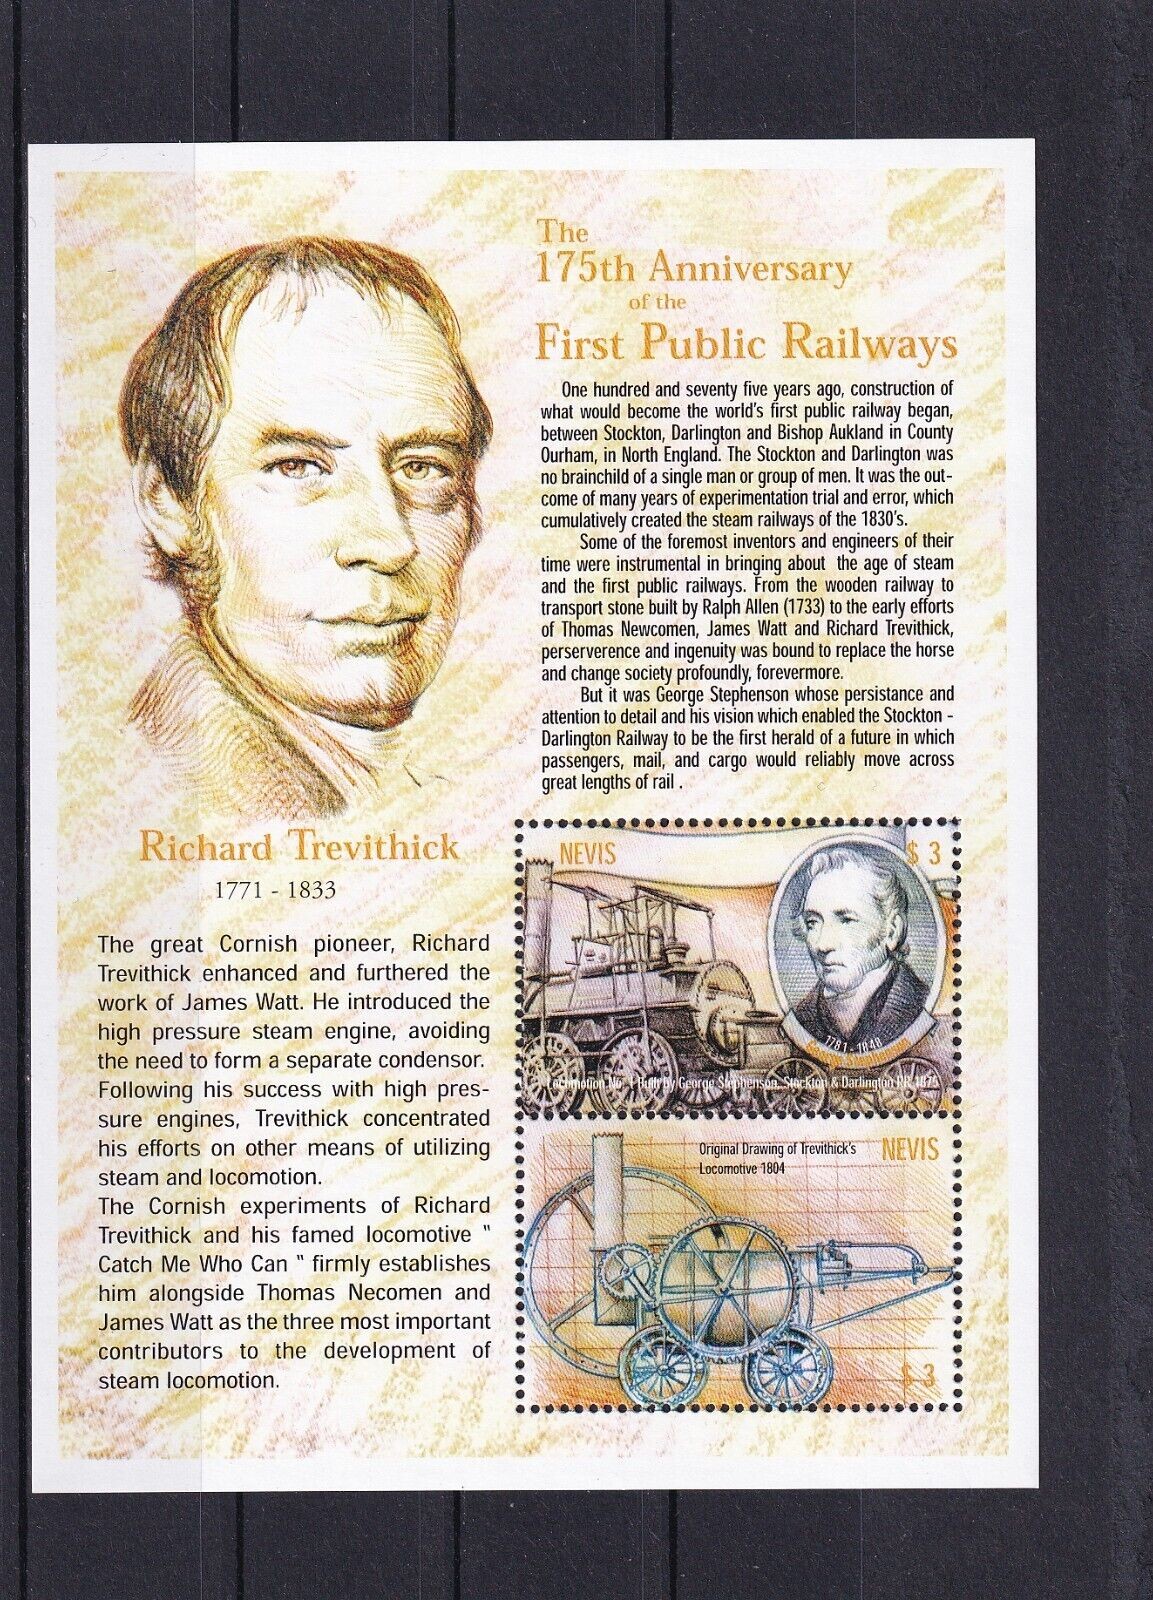 The
175th Anniversary
of the
First Public Railways
One hundred and seventy five years ago, construction of
what would become the world's first public railway began,
between Stockton, Darlington and Bishop Aukland in County
Ourham, in North England. The Stockton and Darlington was
no brainchild of a single man or group of men. It was the out-
come of many years of experimentation trial and error, which
cumulatively created the steam railways of the 1830's.
Some of the foremost inventors and engineers of their
time were instrumental in bringing about the age of steam
and the first public railways. From the wooden railway to
transport stone built by Ralph Allen (1733) to the early efforts
of Thomas Newcomen, James Watt and Richard Trevithick,
perserverence and ingenuity was bound to replace the horse
and change society profoundly, forevermore.
But it was George Stephenson whose persistance and
attention to detail and his vision which enabled the Stockton -
Darlington Railway to be the first herald of a future in which
passengers, mail, and cargo would reliably move across
great lengths of rail .
Richard Trevithick
1771 - 1833
The great Cornish pioneer, Richard
Trevithick enhanced and furthered the
work of James Watt. He introduced the
high pressure steam engine, avoiding
the need to form a separate condensor.
Following his success with high pres-
sure engines, Trevithick concentrated
his efforts on other means of utilizing
steam and locomotion.
The Cornish experiments of Richard
Trevithick and his famed locomotive "
Catch Me Who Can " firmly establishes
him alongside Thomas Necomen and
James Watt as the three most important
contributors to the development of
steam locomotion.
NEVIS
$ 3
1781 - 1848
George Stephenson
Locomotion No. 1 Built by George Stephenson. Stockton & Darlington RR 1875
Original Drawing of Trevithick's
Locomotive 1804
NEVIS
$ 3